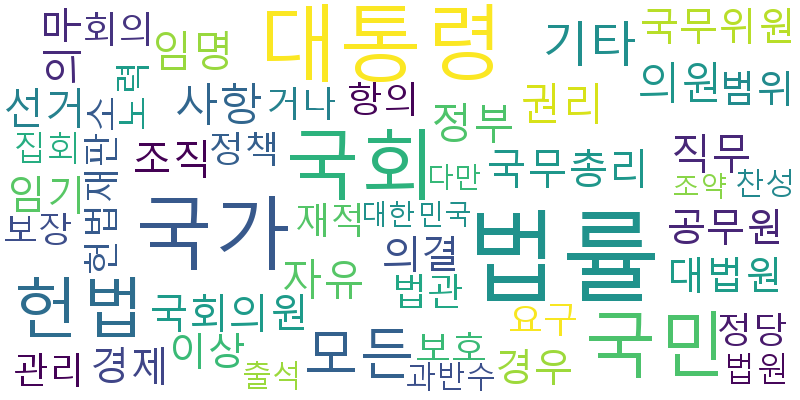 마
회의
임명
대통령
기타
국무위원
의
노력
선거
소
사항
거나
항의
정부
권리
의원
범위
집회
재판
조직
정책
국회
다만
국무총리
직무
조약
찬성
임기
보장
헌법재판소
국가
재적
대한민국
의결
법률
공무원
대법원
헌법
국회의원
자유
법관
요구
국민
정당
관리
경제
이상
출석
모든
보호
과반수
경우
법원